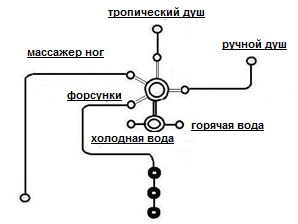 тропический душ
ручной душ
массажер ног
форсунки
горячая вода
холодная вода